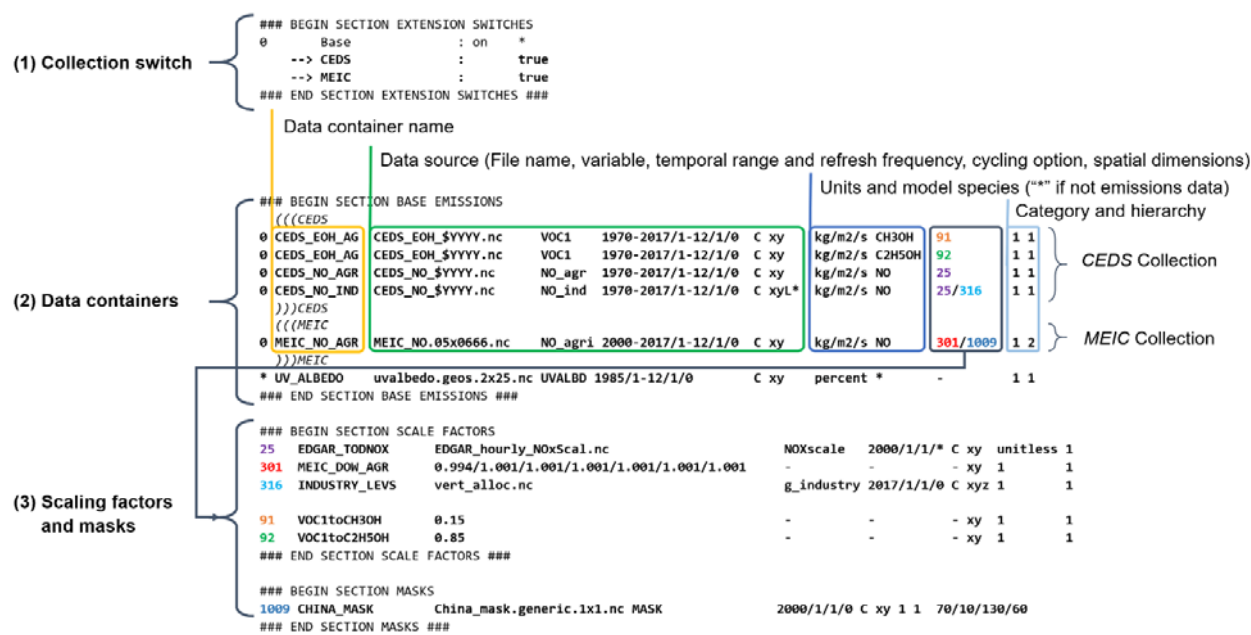 ### BEGIN SECTION EXTENSION SWITCHES
0 Base : on *
(1) Collection switch
--> CEDS : true
--> MEIC : true
### END SECTION EXTENSION SWITCHES ###
Data container name
Data source (File name, variable, temporal range and refresh frequency, cycling option, spatial dimensions)
Units and model species ("*" if not emissions data)
Category and hierarchy
### BEGIN SECTION BASE EMISSIONS
(((CEDS
0 CEDS_EOH_AG CEDS_EOH_$YYYY.nc VOC1 1970-2017/1-12/1/0 C xy kg/m2/s CH3OH 91 1 1
0 CEDS_EOH_AG CEDS_EOH_$YYYY.nc VOC1 1970-2017/1-12/1/0 C xy kg/m2/s C2H5OH 92 1 1
CEDS Collection
0 CEDS_NO_AGR CEDS_NO_$YYYY.nc NO_agr 1970-2017/1-12/1/0 C xy kg/m2/s NO 25 1 1
0 CEDS_NO_IND CEDS_NO_$YYYY.nc NO_ind 1970-2017/1-12/1/0 C xyL* kg/m2/s NO 25/316 1 1
(2) Data containers
)))CEDS
(((MEIC
0 MEIC_NO_AGR MEIC_NO.05x0666.nc NO_agri 2000-2017/1-12/1/0 C xy kg/m2/s NO 301/1009 1 2
MEIC Collection
)))MEIC
* UV_ALBEDO uvalbedo.geos.2x25.nc UVALBD 1985/1-12/1/0 C xy percent * - 1 1
### END SECTION BASE EMISSIONS ###
### BEGIN SECTION SCALE FACTORS
25 EDGAR_TODNOX EDGAR_hourly_NOxScal.nc NOXscale 2000/1/1/* C xy unitless 1
301 MEIC_DOW_AGR 0.994/1.001/1.001/1.001/1.001/1.001/1.001 - - - xy 1 1
316 INDUSTRY_LEVS vert_alloc.nc g_industry 2017/1/1/0 C xyz 1 1
(3) Scaling factors
and masks
91 VOC1toCH3OH 0.15 - - - xy 1 1
92 VOC1toC2H5OH 0.85 - - - xy 1 1
### END SECTION SCALE FACTORS ###
### BEGIN SECTION MASKS
1009 CHINA_MASK China_mask.generic.1x1.nc MASK 2000/1/1/0 C xy 1 1 70/10/130/60
### END SECTION MASKS ###